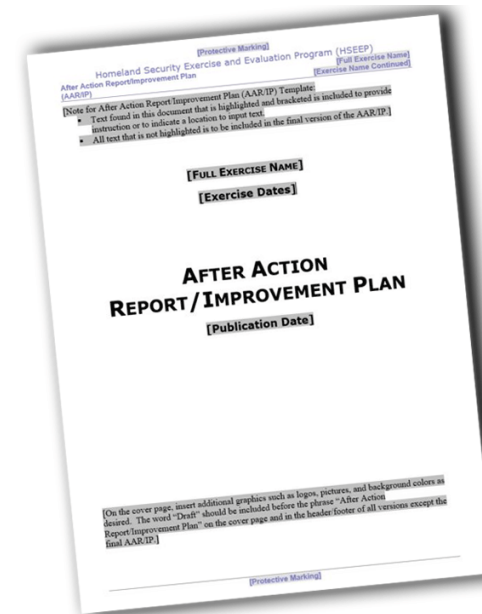 [Protective Marking]
Homeland Security Exercise and Evaluation Program (HSEEP)
After Action Report/Improvement Plan [Full Exercise Name]
(AAR/IP) [Exercise Name Continued]
[Note for After Action Report/Improvement Plan (AAR/IP) Template:
• Text found in this document that is highlighted and bracketed is included to provide
instruction or to indicate a location to input text.
• All text that is not highlighted is to be included in the final version of the AAR/IP.]
[FULL EXERCISE NAME]
[Exercise Dates]
AFTER ACTION
REPORT/IMPROVEMENT PLAN
[Publication Date]
[On the cover page, insert additional graphics such as logos, pictures, and background colors as
desired. The word “Draft” should be included before the phrase “After Action
Report/Improvement Plan” on the cover page and in the header/footer of all versions except the
final AAR/IP.]
[Protective Marking]